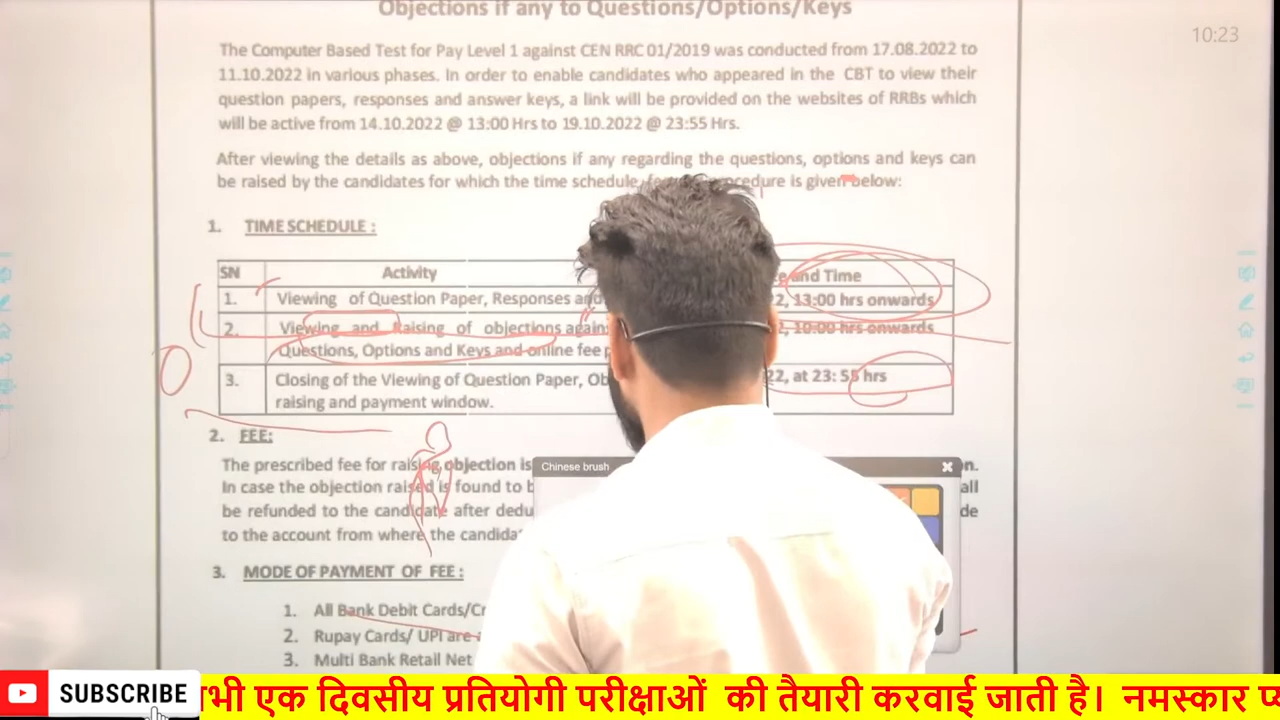 Objections if any to Questions/Options/Keys
10:23
The Computer Based Test for Pay Level 1 against CEN RRC 01/2019 was conducted from 17.08.2022 to
11.10.2022 in various phases. In order to enable candidates who appeared in the CBT to view their
question papers, responses and answer keys, a link will be provided on the websites of RRBs which
will be active from 14.10.2022 @ 13:00 Hrs to 19.10.2022 @ 23:55 Hrs.
After viewing the details as above, objections if any regarding the questions, options and keys can
be raised by the candidates for which the time schedule is given below:
1. TIME SCHEDULE :
SN Activity and Time
1. Viewing of Question Paper, Responses and 2, 13:00 hrs onwards
2. Viewing and Raising of objections 2, 10:00 hrs onwards
Questions, Options and Keys and online fee
3. Closing of the Viewing of Question Paper, 22, at 23: 55 hrs
raising and payment window.
2. FEE:
The prescribed fee for raising objection is
In case the objection raised is found to all
be refunded to the candidate after
to the account from where the
3. MODE OF PAYMENT OF FEE :
1. All Bank Debit Cards/
2. Rupay Cards/ UPI are
3. Multi Bank Retail Net
Chinese brush
SUBSCRIBE भी एक दिवसीय प्रतियोगी परीक्षाओं की तैयारी करवाई जाती है। नमस्कार